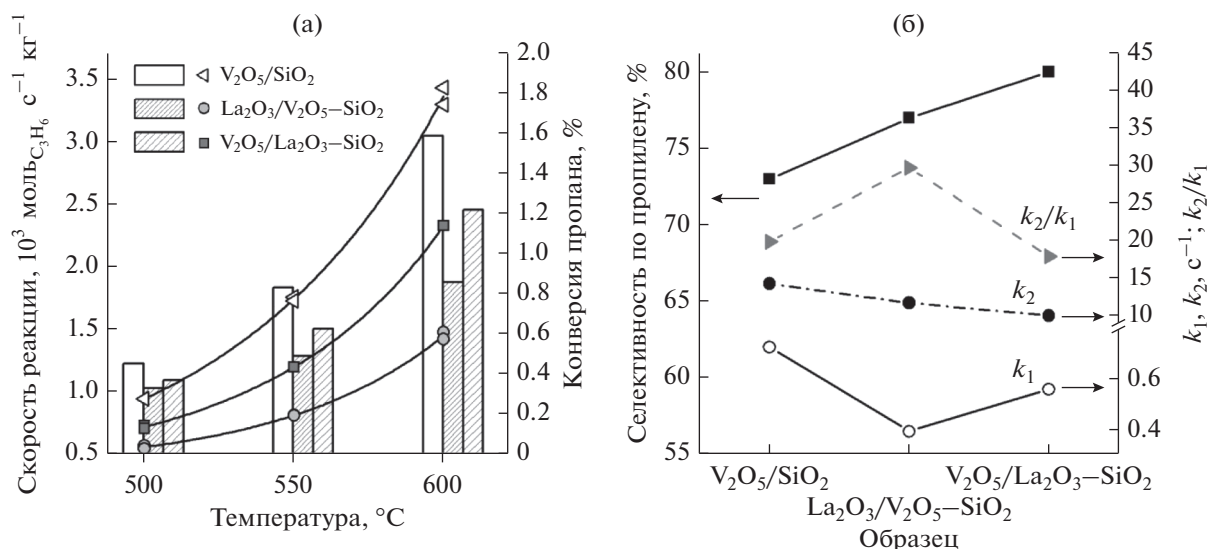 (а)
Скорость реакции, 10³ моль_C₃H₆ с⁻¹ кг⁻¹
3.5
3.0
2.5
2.0
1.5
1.0
0.5
V₂O₅/SiO₂
La₂O₃/V₂O₅–SiO₂
V₂O₅/La₂O₃–SiO₂
2.0
1.8
1.6
1.4
1.2
1.0
0.8
0.6
0.4
0.2
0
Конверсия пропана, %
500
550
600
Температура, °C
(б)
Селективность по пропилену, %
80
75
70
65
60
55
k₂/k₁
k₂
k₁
45
40
35
30
25
20
15
10
0.6
0.4
k₁, k₂, с⁻¹; k₂/k₁
V₂O₅/SiO₂
V₂O₅/La₂O₃–SiO₂
La₂O₃/V₂O₅–SiO₂
Образец